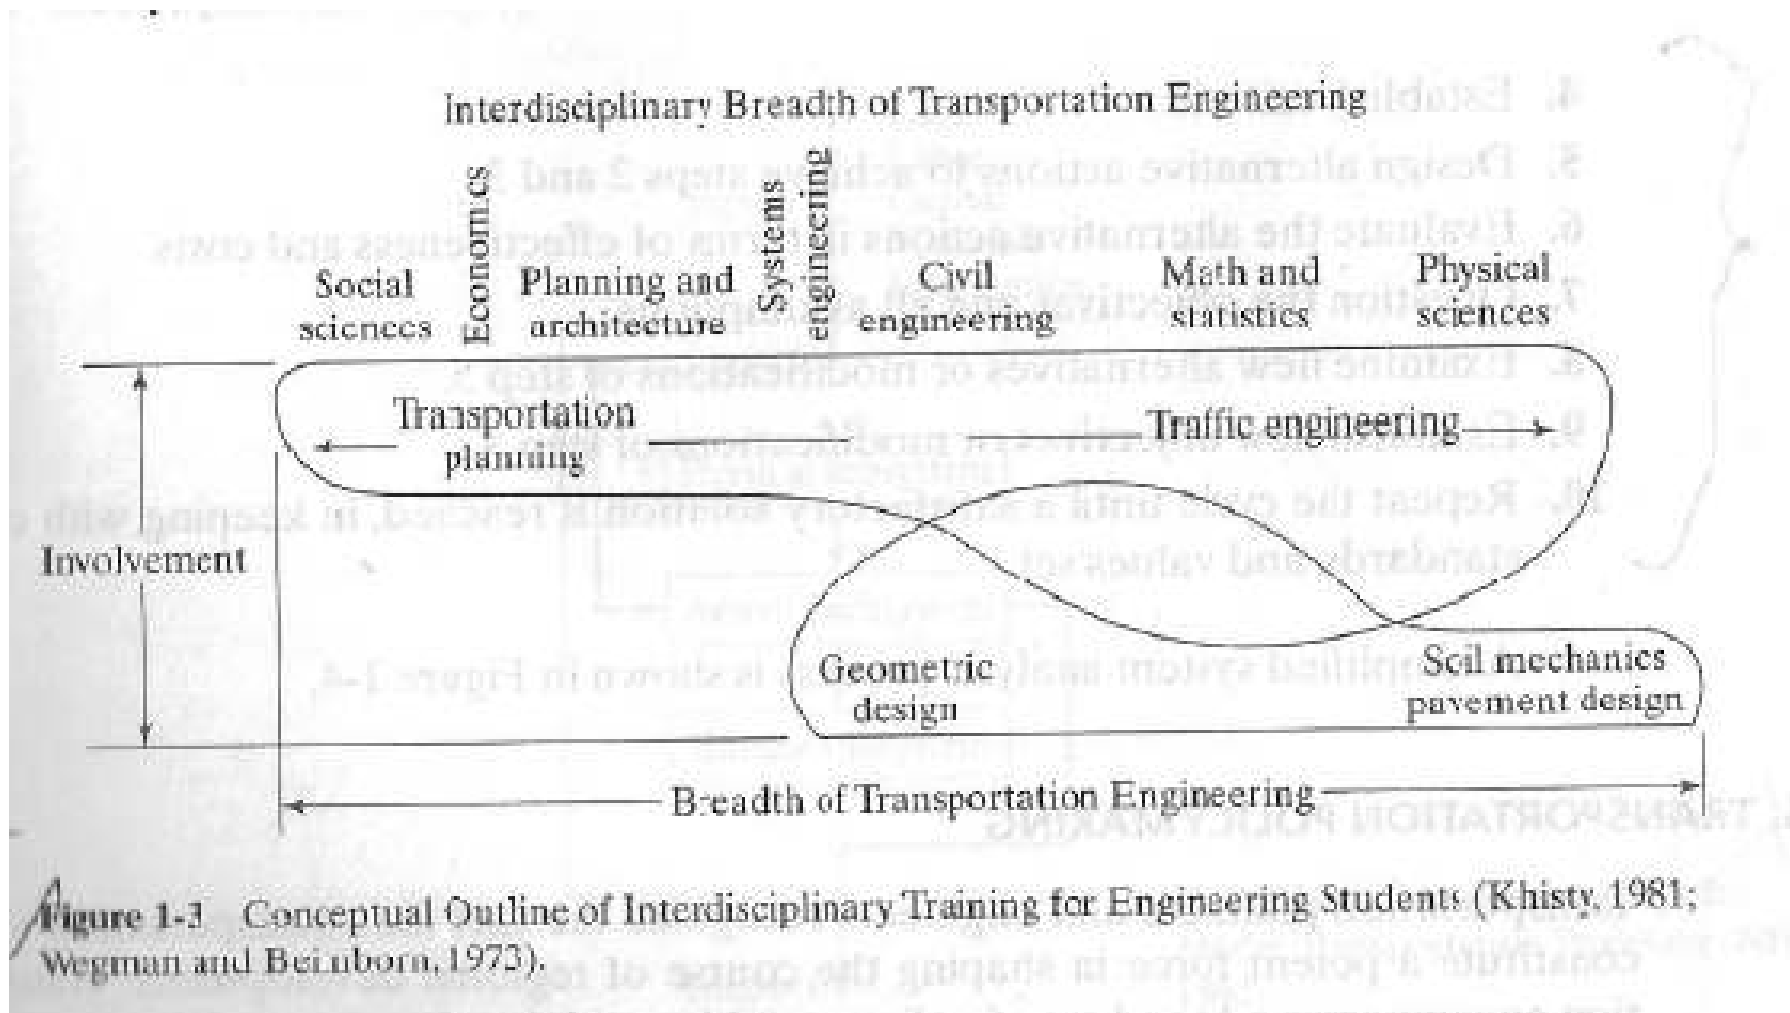 Interdisciplinary Breadth of Transportation Engineering
Social
sciences
Economics
Planning and
architecture
Systems
engineering
Civil
engineering
Math and
statistics
Physical
sciences
Transportation
planning
Traffic engineering
Involvement
Geometric
design
Soil mechanics
pavement design
Breadth of Transportation Engineering
Figure 1-3 Conceptual Outline of Interdisciplinary Training for Engineering Students (Khisty, 1981;
Wegman and Beimborn, 1973).